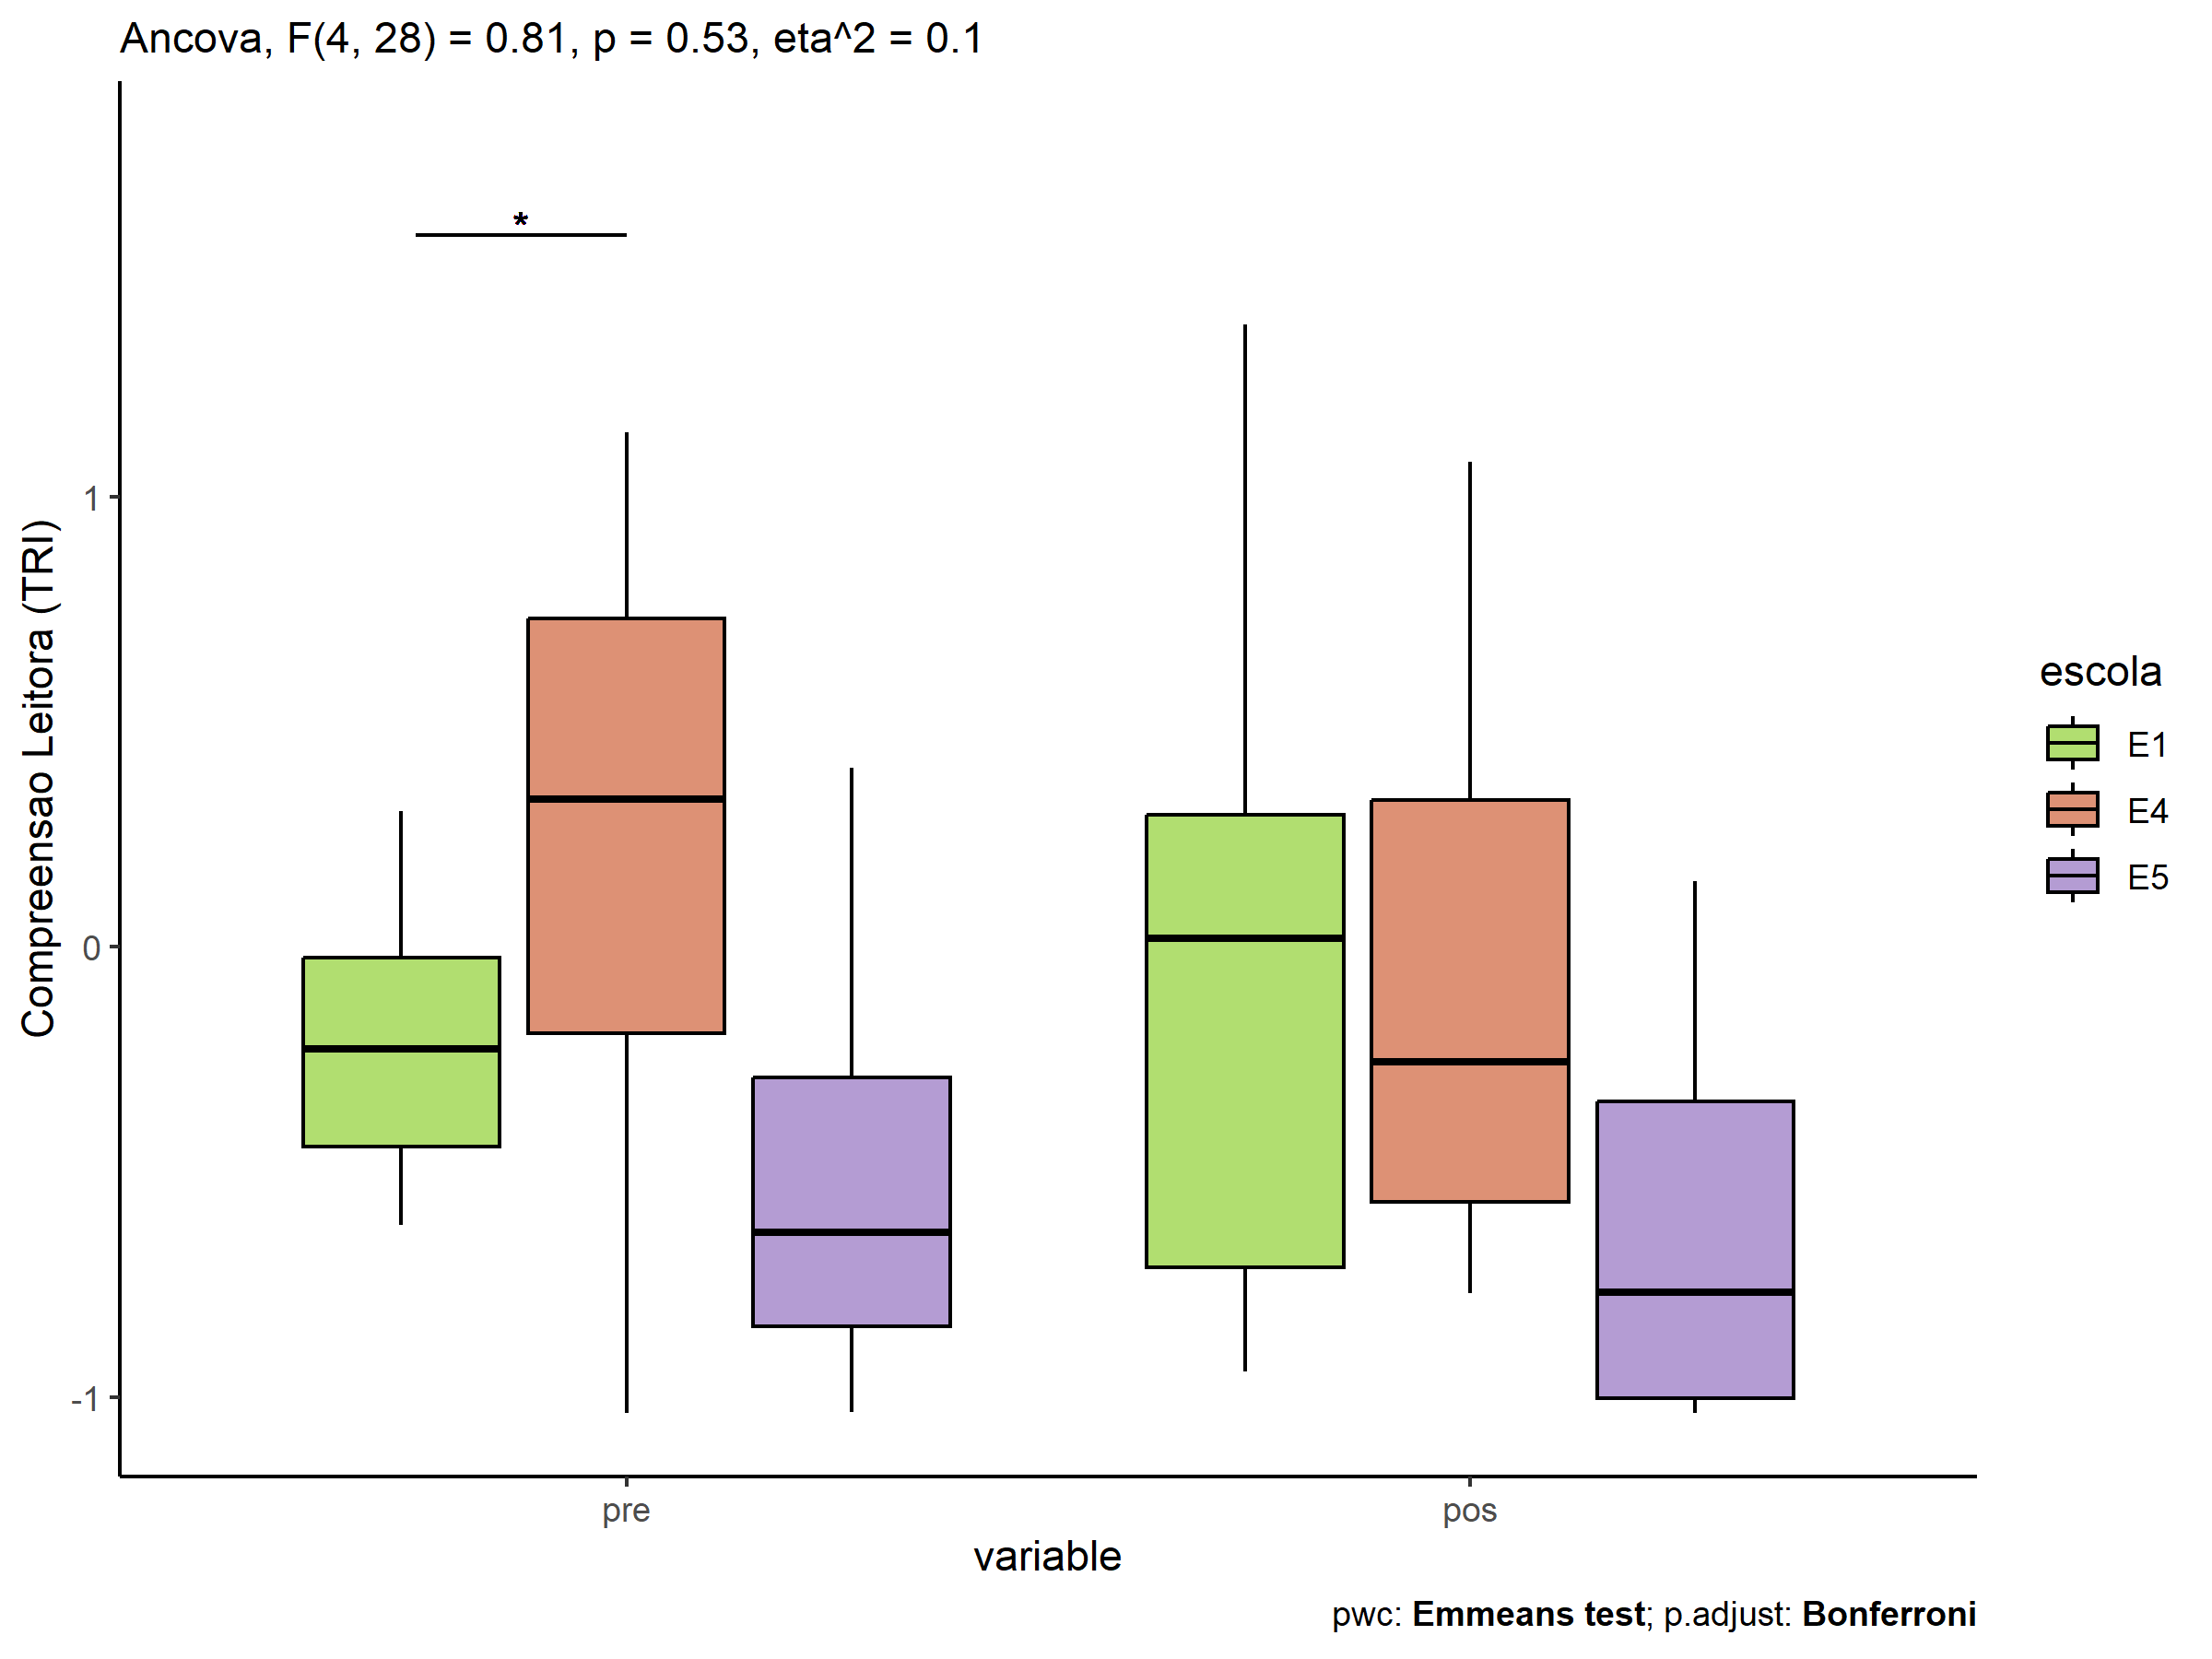 Ancova, F(4, 28) = 0.81, p = 0.53, eta^2 = 0.1
*
Compreensao Leitora (TRI)
1
0
-1
pre
pos
variable
escola
E1
E4
E5
pwc: Emmeans test; p.adjust: Bonferroni